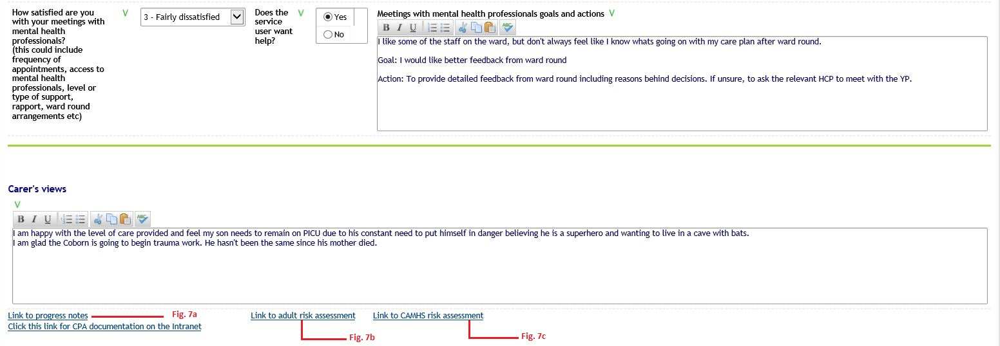 How satisfied are you
with your meetings with
mental health
professionals?
(this could include
frequency of
appointments, access to
mental health
professionals, level or
type of support,
rapport, ward round
arrangements etc)
V
3 - Fairly dissatisfied
Does the
service
user want
help?
V
Yes
No
Meetings with mental health professionals goals and actions V
B I U ABC
I like some of the staff on the ward, but don't always feel like I know whats going on with my care plan after ward round.
Goal: I would like better feedback from ward round
Action: To provide detailed feedback from ward round including reasons behind decisions. If unsure, to ask the relevant HCP to meet with the YP.
Carer's views
V
B I U ABC
I am happy with the level of care provided and feel my son needs to remain on PICU due to his constant need to put himself in danger believing he is a superhero and wanting to live in a cave with bats.
I am glad the Coborn is going to begin trauma work. He hasn't been the same since his mother died.
Link to progress notes Fig. 7a Link to adult risk assessment Link to CAMHS risk assessment
Click this link for CPA documentation on the Intranet
Fig. 7b Fig. 7c